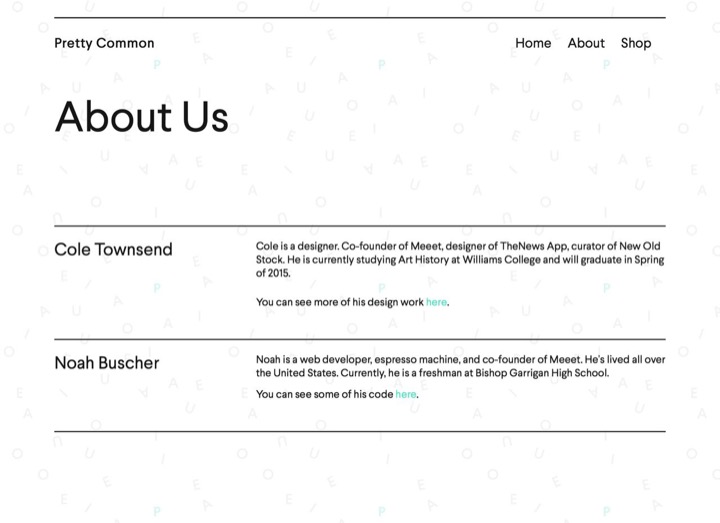 Pretty Common
Home About Shop
About Us
Cole Townsend
Cole is a designer. Co-founder of Meeet, designer of TheNews App, curator of New Old
Stock. He is currently studying Art History at Williams College and will graduate in Spring
of 2015.
You can see more of his design work here.
Noah Buscher
Noah is a web developer, espresso machine, and co-founder of Meeet. He's lived all over
the United States. Currently, he is a freshman at Bishop Garrigan High School.
You can see some of his code here.